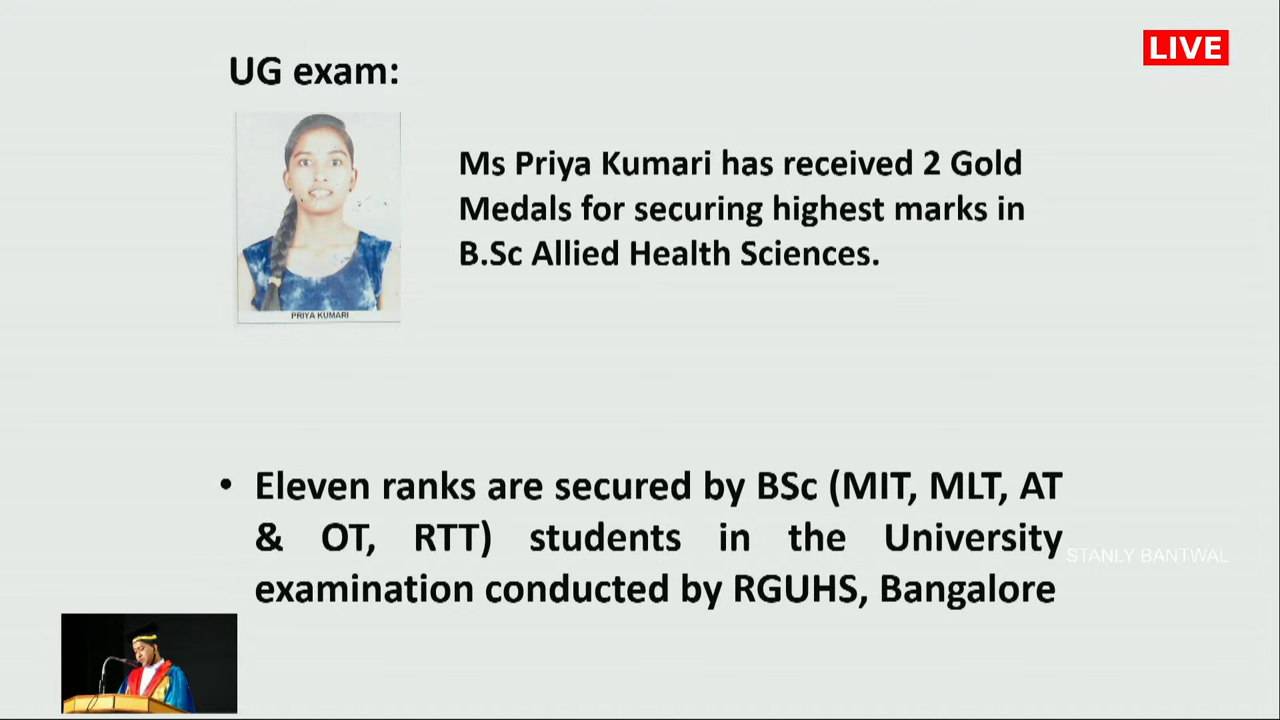 LIVE
UG exam:
Ms Priya Kumari has received 2 Gold
Medals for securing highest marks in
B.Sc Allied Health Sciences.
PRIYA KUMARI
• Eleven ranks are secured by BSc (MIT, MLT, AT
& OT, RTT) students in the University
examination conducted by RGUHS, Bangalore
STANLY BANTWAL